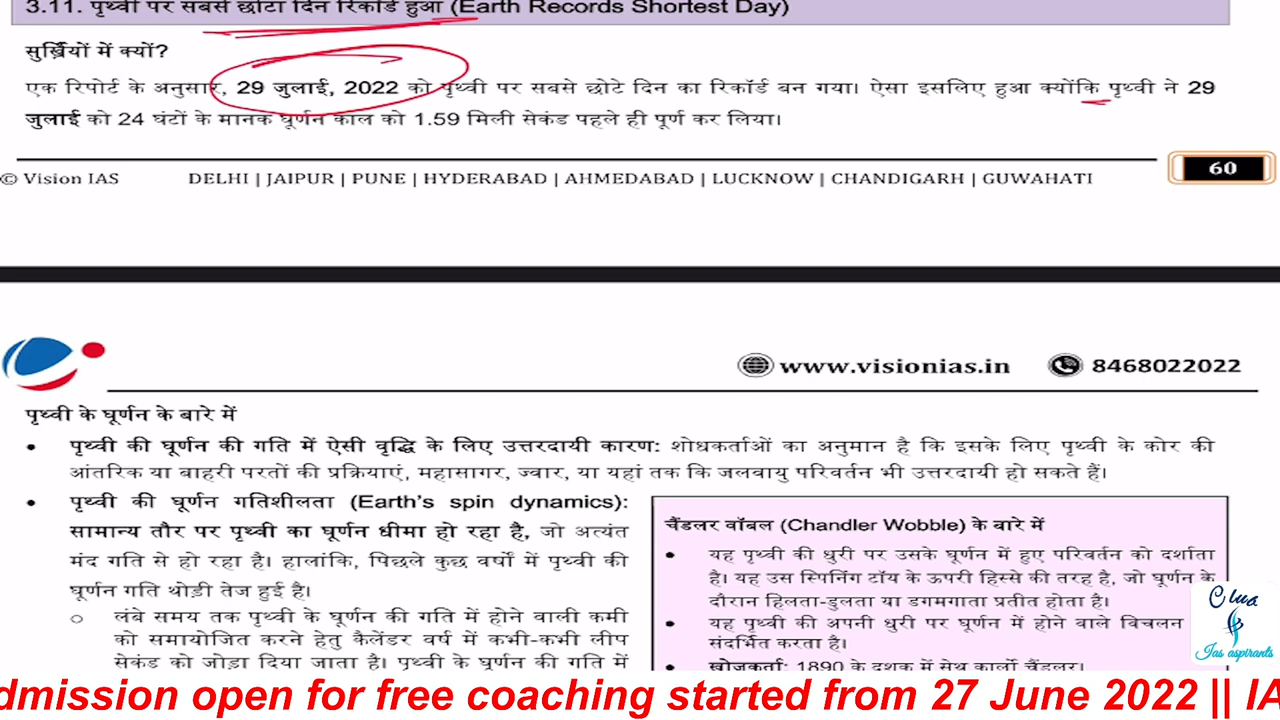 3.11. पृथ्वी पर सबसे छोटा दिन रिकॉर्ड हुआ (Earth Records Shortest Day)
सुर्ख़ियों में क्यों?
एक रिपोर्ट के अनुसार, 29 जुलाई, 2022 को पृथ्वी पर सबसे छोटे दिन का रिकॉर्ड बन गया। ऐसा इसलिए हुआ क्योंकि पृथ्वी ने 29
जुलाई को 24 घंटों के मानक घूर्णन काल को 1.59 मिली सेकंड पहले ही पूर्ण कर लिया।
© Vision IAS DELHI | JAIPUR | PUNE | HYDERABAD | AHMEDABAD | LUCKNOW | CHANDIGARH | GUWAHATI 60
www.visionias.in 8468022022
पृथ्वी के घूर्णन के बारे में
• पृथ्वी की घूर्णन की गति में ऐसी वृद्धि के लिए उत्तरदायी कारण: शोधकर्ताओं का अनुमान है कि इसके लिए पृथ्वी के कोर की
आंतरिक या बाहरी परतों की प्रक्रियाएं, महासागर, ज्वार, या यहां तक कि जलवायु परिवर्तन भी उत्तरदायी हो सकते हैं।
• पृथ्वी की घूर्णन गतिशीलता (Earth's spin dynamics):
सामान्य तौर पर पृथ्वी का घूर्णन धीमा हो रहा है, जो अत्यंत
मंद गति से हो रहा है। हालांकि, पिछले कुछ वर्षों में पृथ्वी की
घूर्णन गति थोड़ी तेज हुई है।
○ लंबे समय तक पृथ्वी के घूर्णन की गति में होने वाली कमी
को समायोजित करने हेतु कैलेंडर वर्ष में कभी-कभी लीप
सेकंड को जोड़ा दिया जाता है। पृथ्वी के घूर्णन की गति में
चैंडलर वॉबल (Chandler Wobble) के बारे में
• यह पृथ्वी की धुरी पर उसके घूर्णन में हुए परिवर्तन को दर्शाता
है। यह उस स्पिनिंग टॉय के ऊपरी हिस्से की तरह है, जो घूर्णन के
दौरान हिलता-डुलता या डगमगाता प्रतीत होता है।
• यह पृथ्वी की अपनी धुरी पर घूर्णन में होने वाले विचलन
संदर्भित करता है।
• खोजकर्ता: 1890 के दशक में सेथ कार्लो चैंडलर।
Clue
Ias aspirants
dmission open for free coaching started from 27 June 2022 || IA